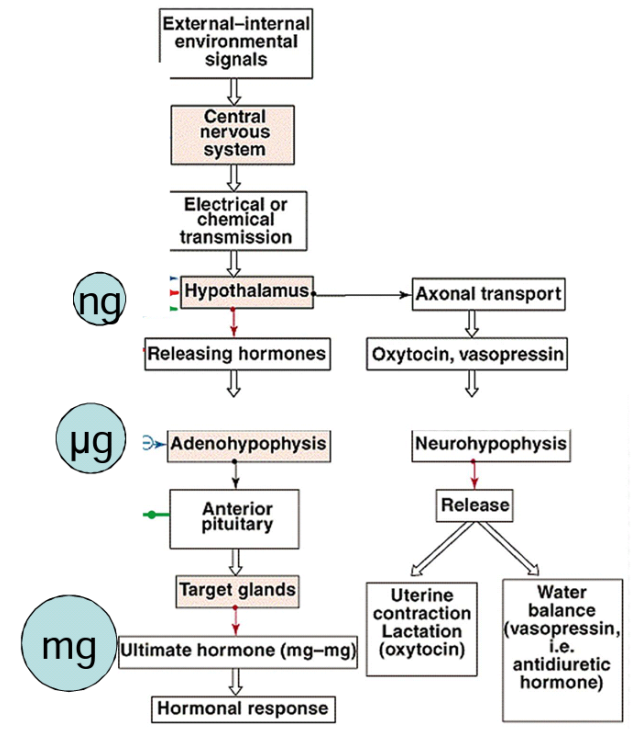 External–internal
environmental
signals
Central
nervous
system
Electrical or
chemical
transmission
ng
Hypothalamus
Axonal transport
Releasing hormones
Oxytocin, vasopressin
µg
Adenohypophysis
Neurohypophysis
Anterior
pituitary
Release
Target glands
Uterine
contraction
Lactation
(oxytocin)
Water
balance
(vasopressin,
i.e.
antidiuretic
hormone)
mg
Ultimate hormone (mg–mg)
Hormonal response